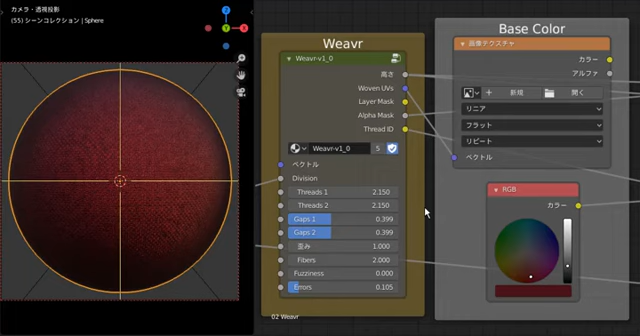 カメラ・透視投影
(55) シーンコレクション | Sphere
Z
Y
X
Weavr
Weavr-v1_0
高さ
Woven UVs
Layer Mask
Alpha Mask
Thread ID
Weavr-v1_0 5
ベクトル
Division
Threads 1 2.150
Threads 2 2.150
Gaps 1 0.399
Gaps 2 0.399
歪み 1.000
Fibers 2.000
Fuzziness 0.000
Errors 0.105
02 Weavr
Base Color
画像テクスチャ
カラー
アルファ
新規 開く
リニア
フラット
リピート
ベクトル
RGB
カラー